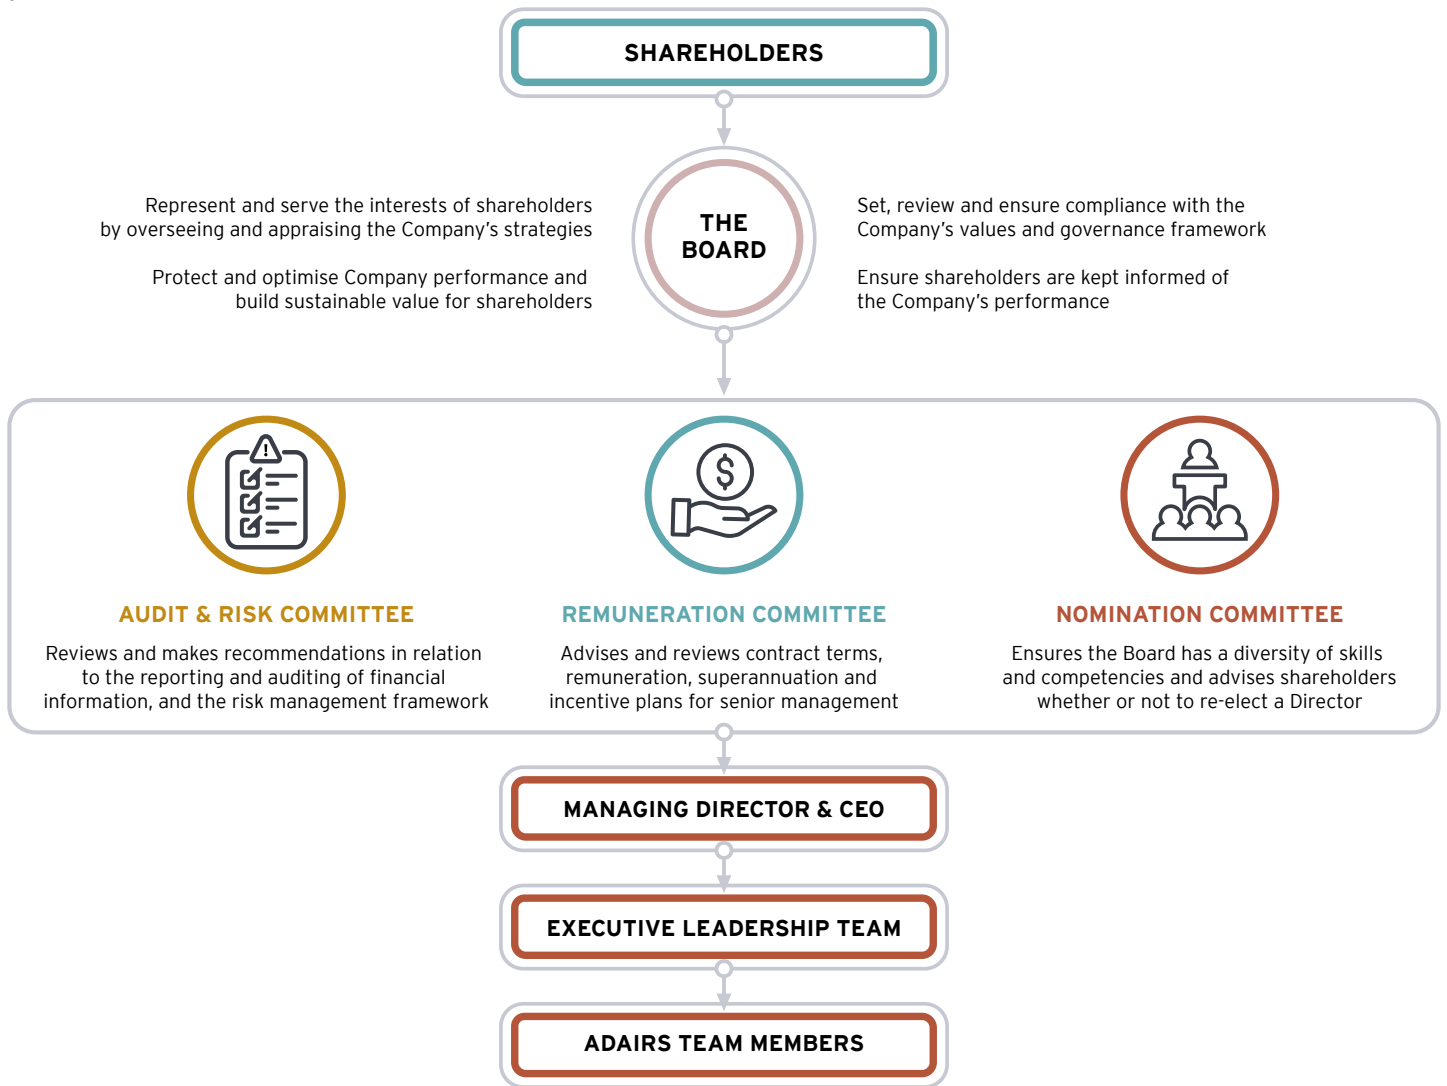 SHAREHOLDERS
Represent and serve the interests of shareholders
by overseeing and appraising the Company’s strategies
Protect and optimise Company performance and
build sustainable value for shareholders
THE
BOARD
Set, review and ensure compliance with the
Company’s values and governance framework
Ensure shareholders are kept informed of
the Company’s performance
AUDIT & RISK COMMITTEE
Reviews and makes recommendations in relation
to the reporting and auditing of financial
information, and the risk management framework
$
REMUNERATION COMMITTEE
Advises and reviews contract terms,
remuneration, superannuation and
incentive plans for senior management
NOMINATION COMMITTEE
Ensures the Board has a diversity of skills
and competencies and advises shareholders
whether or not to re-elect a Director
MANAGING DIRECTOR & CEO
EXECUTIVE LEADERSHIP TEAM
ADAIRS TEAM MEMBERS